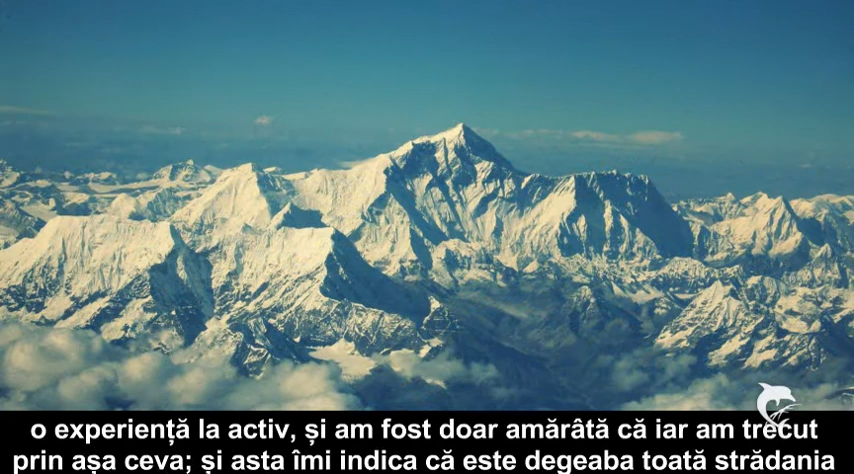 o experiență la activ, și am fost doar amărâtă că iar am trecut
prin așa ceva; și asta îmi indica că este degeaba toată strădania